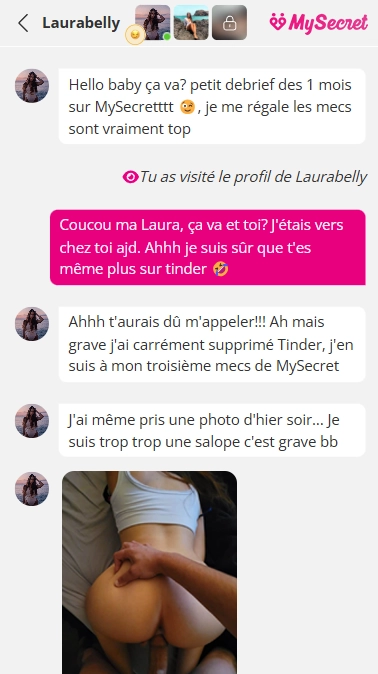 Laurabelly
MySecret
Hello baby ça va? petit debrief des 1 mois
sur MySecretttt 😉, je me régale les mecs
sont vraiment top
Tu as visité le profil de Laurabelly
Coucou ma Laura, ça va et toi? J'étais vers
chez toi ajd. Ahhh je suis sûr que t'es
même plus sur tinder 🤣
Ahhh t'aurais dû m'appeler!!! Ah mais
grave j'ai carrément supprimé Tinder, j'en
suis à mon troisième mecs de MySecret
J'ai même pris une photo d'hier soir... Je
suis trop trop une salope c'est grave bb